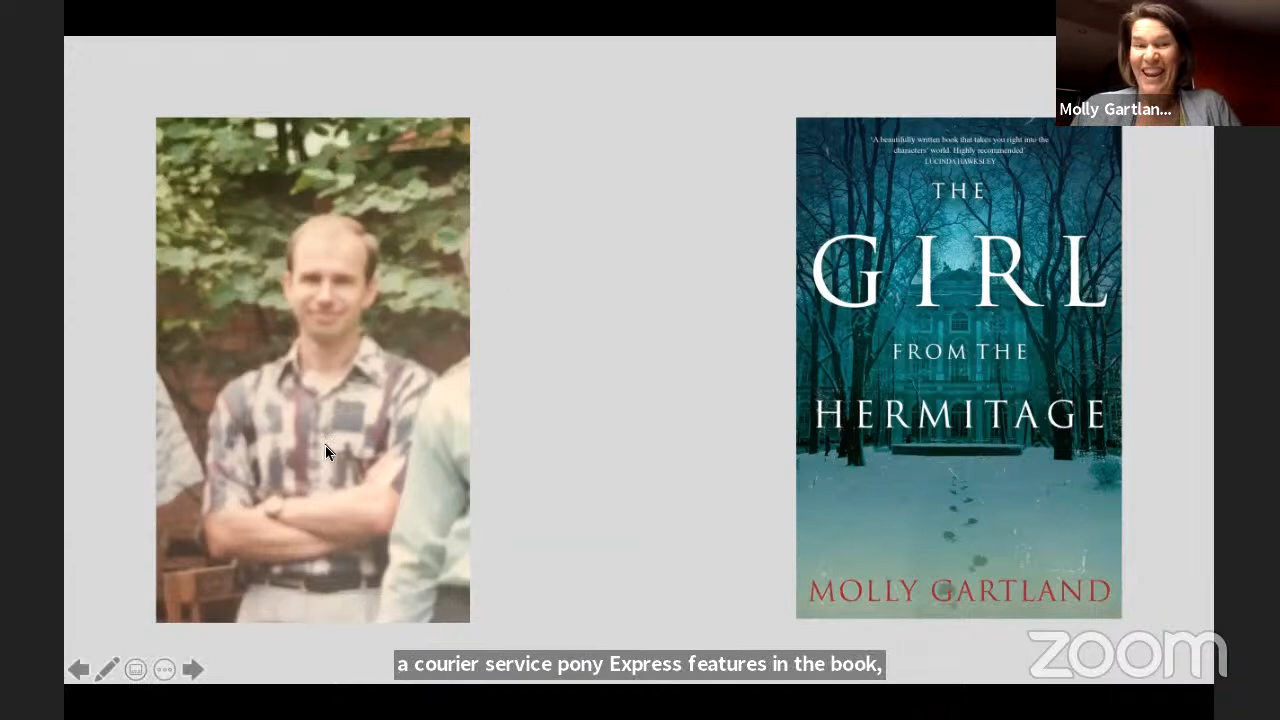 Molly Gartlan...
'A beautifully written book that takes you right into the
characters' world. Highly recommended'
LUCINDA HAWKSLEY
THE
GIRL
FROM THE
HERMITAGE
MOLLY GARTLAND
zoom
a courier service pony Express features in the book,